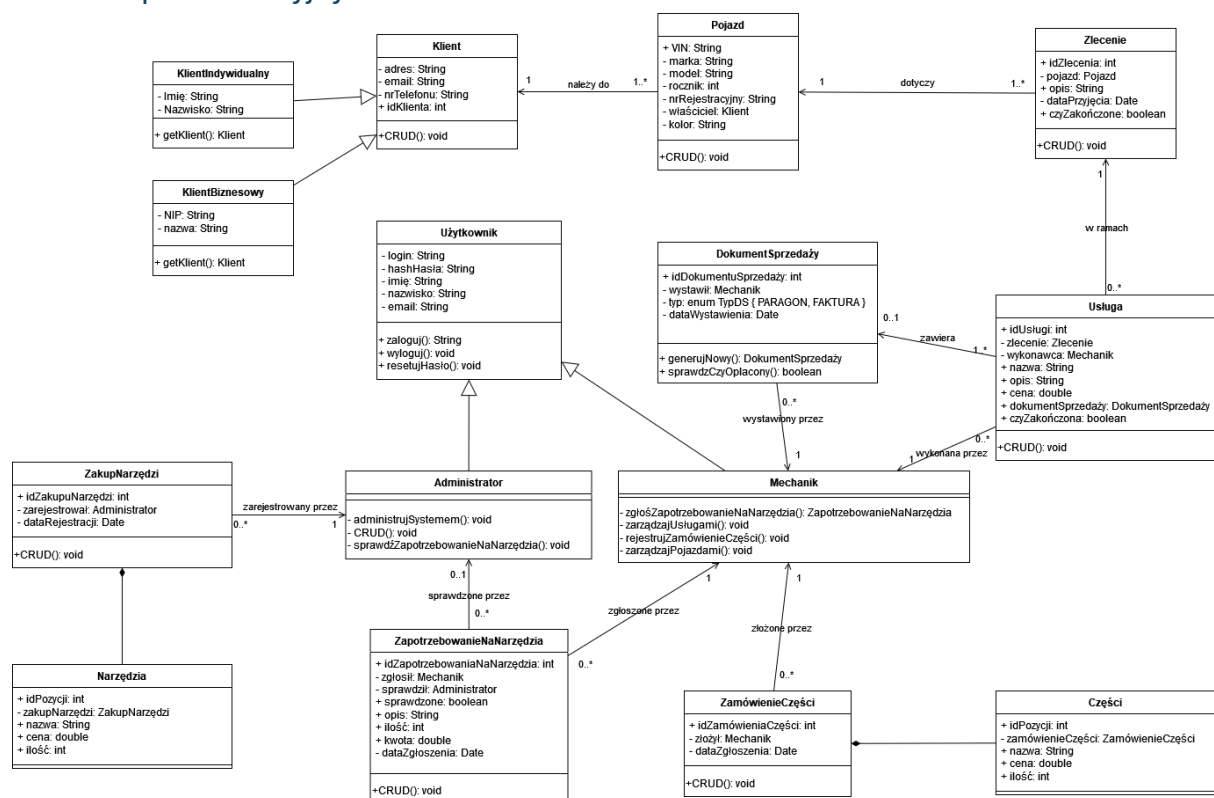 Klient
- adres: String
- email: String
- nrTelefonu: String
+ idKlienta: int
+CRUD(): void
KlientIndywidualny
- Imię: String
- Nazwisko: String
+ getKlient(): Klient
KlientBiznesowy
- NIP: String
- nazwa: String
+ getKlient(): Klient
1
należy do
1..*
Pojazd
+ VIN: String
- marka: String
- model: String
- rocznik: int
- nrRejestracyjny: String
- właściciel: Klient
- kolor: String
+CRUD(): void
1
dotyczy
1..*
Zlecenie
+ idZlecenia: int
- pojazd: Pojazd
+ opis: String
- dataPrzyjęcia: Date
+ czyZakończone: boolean
+CRUD(): void
1
w ramach
0..*
Użytkownik
- login: String
- hashHasła: String
- imię: String
- nazwisko: String
- email: String
+ zaloguj(): String
+ wyloguj(): void
+ resetujHasło(): void
DokumentSprzedaży
+ idDokumentuSprzedaży: int
- wystawił: Mechanik
- typ: enum TypDS { PARAGON, FAKTURA }
- dataWystawienia: Date
+ generujNowy(): DokumentSprzedaży
+ sprawdzCzyOplacony(): boolean
0..1
zawiera
1..*
Usługa
+ idUsługi: int
- zlecenie: Zlecenie
- wykonawca: Mechanik
+ nazwa: String
+ opis: String
+ cena: double
+ dokumentSprzedaży: DokumentSprzedaży
+ czyZakończona: boolean
+CRUD(): void
0..*
wystawiony przez
1
0..*
wykonana przez
1
ZakupNarzędzi
+ idZakupuNarzędzi: int
- zarejestrował: Administrator
- dataRejestracji: Date
+CRUD(): void
zarejestrowany przez
0..*
1
Administrator
- administrujSystemem(): void
- CRUD(): void
- sprawdźZapotrzebowanieNaNarzędzia(): void
Mechanik
- zgłośZapotrzebowanieNaNarzędzia(): ZapotrzebowanieNaNarzędzia
- zarządzajUsługami(): void
- rejestrujZamówienieCzęści(): void
- zarządzajPojazdami(): void
0..1
sprawdzone przez
0..*
1
zgłoszone przez
0..*
1
złożone przez
0..*
Narzędzia
+ idPozycji: int
- zakupNarzędzi: ZakupNarzędzi
+ nazwa: String
+ cena: double
+ ilość: int
ZapotrzebowanieNaNarzędzia
+ idZapotrzebowaniaNaNarzędzia: int
- zgłosił: Mechanik
- sprawdził: Administrator
+ sprawdzone: boolean
+ opis: String
+ ilość: int
+ kwota: double
- dataZgłoszenia: Date
+CRUD(): void
ZamówienieCzęści
+ idZamówieniaCzęści: int
- złożył: Mechanik
- dataZgłoszenia: Date
+CRUD(): void
Części
+ idPozycji: int
- zamówienieCzęści: ZamówienieCzęści
+ nazwa: String
+ cena: double
+ ilość: int